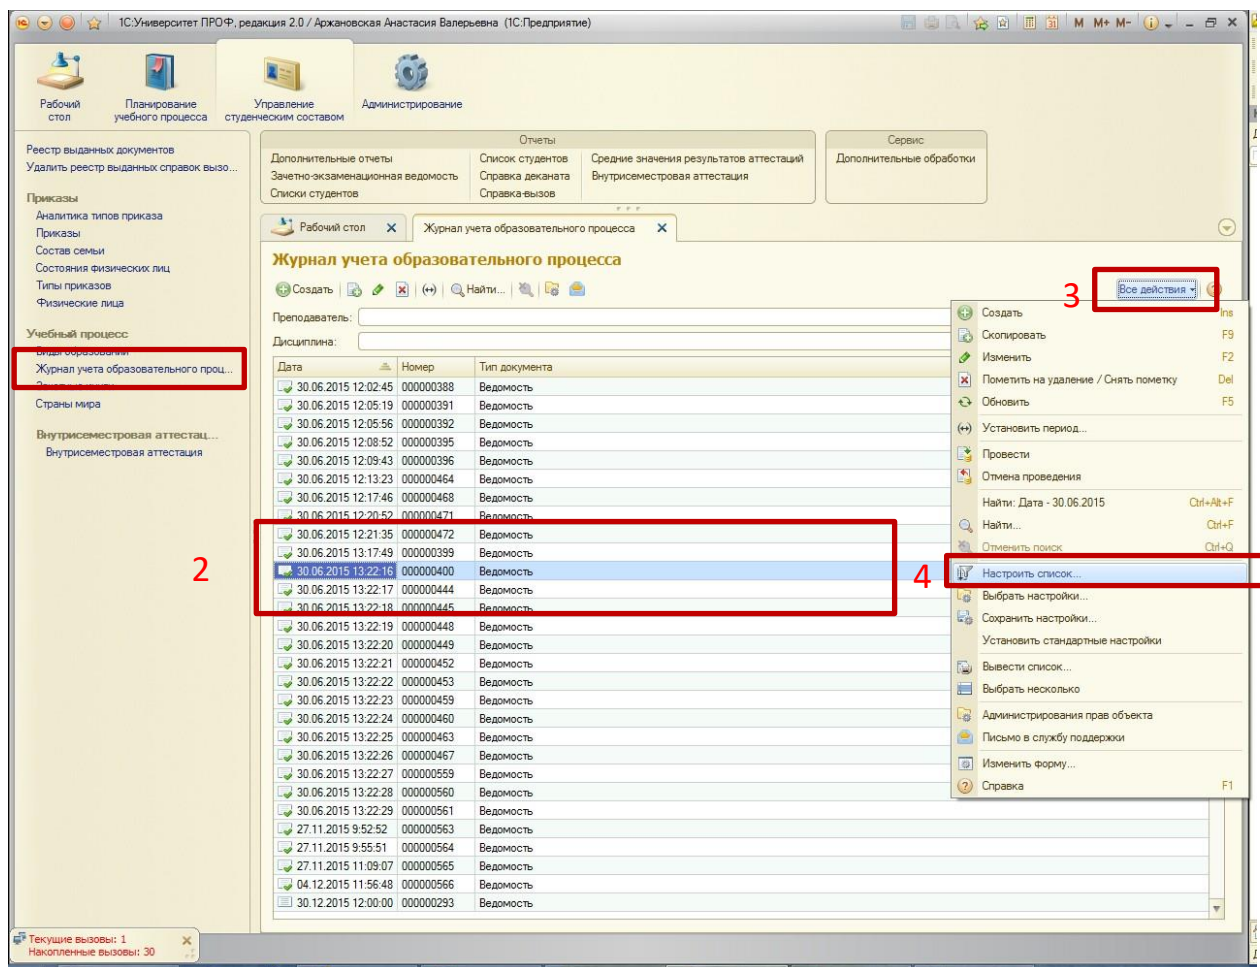 1С:Университет ПРОФ, редакция 2.0 / Аржановская Анастасия Валерьевна (1С:Предприятие)
M M+ M-
Рабочий стол
Планирование учебного процесса
Управление студенческим составом
Администрирование
Реестр выданных документов
Удалить реестр выданных справок вызо...
Приказы
Аналитика типов приказа
Приказы
Состав семьи
Состояния физических лиц
Типы приказов
Физические лица
Учебный процесс
Виды образований
Журнал учета образовательного проц...
Страны мира
Внутрисеместровая аттестац...
Внутрисеместровая аттестация
Отчеты
Дополнительные отчеты
Список студентов
Средние значения результатов аттестаций
Зачетно-экзаменационная ведомость
Справка деканата
Внутрисеместровая аттестация
Списки студентов
Справка-вызов
Сервис
Дополнительные обработки
Рабочий стол
Журнал учета образовательного процесса
Журнал учета образовательного процесса
Создать
Найти...
3
Все действия
Преподаватель:
Дисциплина:
Дата Номер Тип документа
30.06.2015 12:02:45 000000388 Ведомость
30.06.2015 12:05:19 000000391 Ведомость
30.06.2015 12:05:56 000000392 Ведомость
30.06.2015 12:08:52 000000395 Ведомость
30.06.2015 12:09:43 000000396 Ведомость
30.06.2015 12:13:23 000000464 Ведомость
30.06.2015 12:17:46 000000468 Ведомость
30.06.2015 12:20:52 000000471 Ведомость
30.06.2015 12:21:35 000000472 Ведомость
30.06.2015 13:17:49 000000399 Ведомость
2
30.06.2015 13:22:16 000000400 Ведомость
30.06.2015 13:22:17 000000444 Ведомость
30.06.2015 13:22:18 000000445 Ведомость
30.06.2015 13:22:19 000000448 Ведомость
30.06.2015 13:22:20 000000449 Ведомость
30.06.2015 13:22:21 000000452 Ведомость
30.06.2015 13:22:22 000000453 Ведомость
30.06.2015 13:22:23 000000459 Ведомость
30.06.2015 13:22:24 000000460 Ведомость
30.06.2015 13:22:25 000000463 Ведомость
30.06.2015 13:22:26 000000467 Ведомость
30.06.2015 13:22:27 000000559 Ведомость
30.06.2015 13:22:28 000000560 Ведомость
30.06.2015 13:22:29 000000561 Ведомость
27.11.2015 9:52:52 000000563 Ведомость
27.11.2015 9:55:51 000000564 Ведомость
27.11.2015 11:09:07 000000565 Ведомость
04.12.2015 11:56:48 000000566 Ведомость
30.12.2015 12:00:00 000000293 Ведомость
Создать Ins
Скопировать F9
Изменить F2
Пометить на удаление / Снять пометку Del
Обновить F5
Установить период...
Провести
Отмена проведения
Найти: Дата - 30.06.2015 Ctrl+Alt+F
Найти... Ctrl+F
Отменить поиск Ctrl+Q
4
Настроить список...
Выбрать настройки...
Сохранить настройки...
Установить стандартные настройки
Вывести список...
Выбрать несколько
Администрирования прав объекта
Письмо в службу поддержки
Изменить форму...
Справка F1
Текущие вызовы: 1
Накопленные вызовы: 30